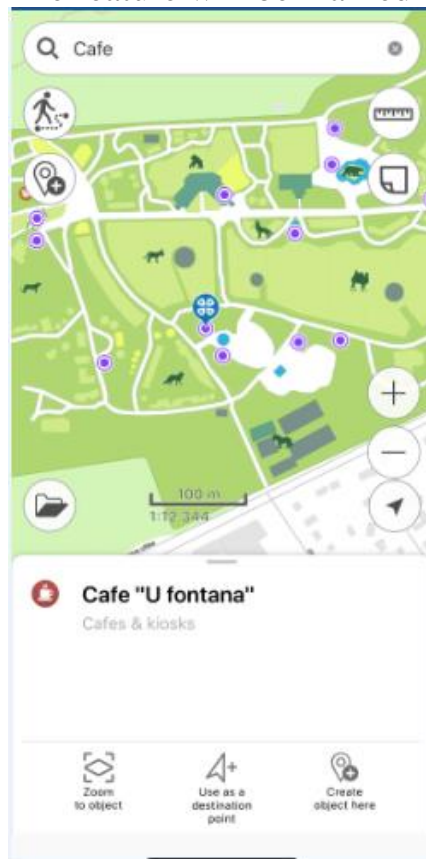 Cafe
100 m
1:12 344
Cafe "U fontana"
Cafes & kiosks
Zoom
to object
Use as a
destination
point
Create
object here